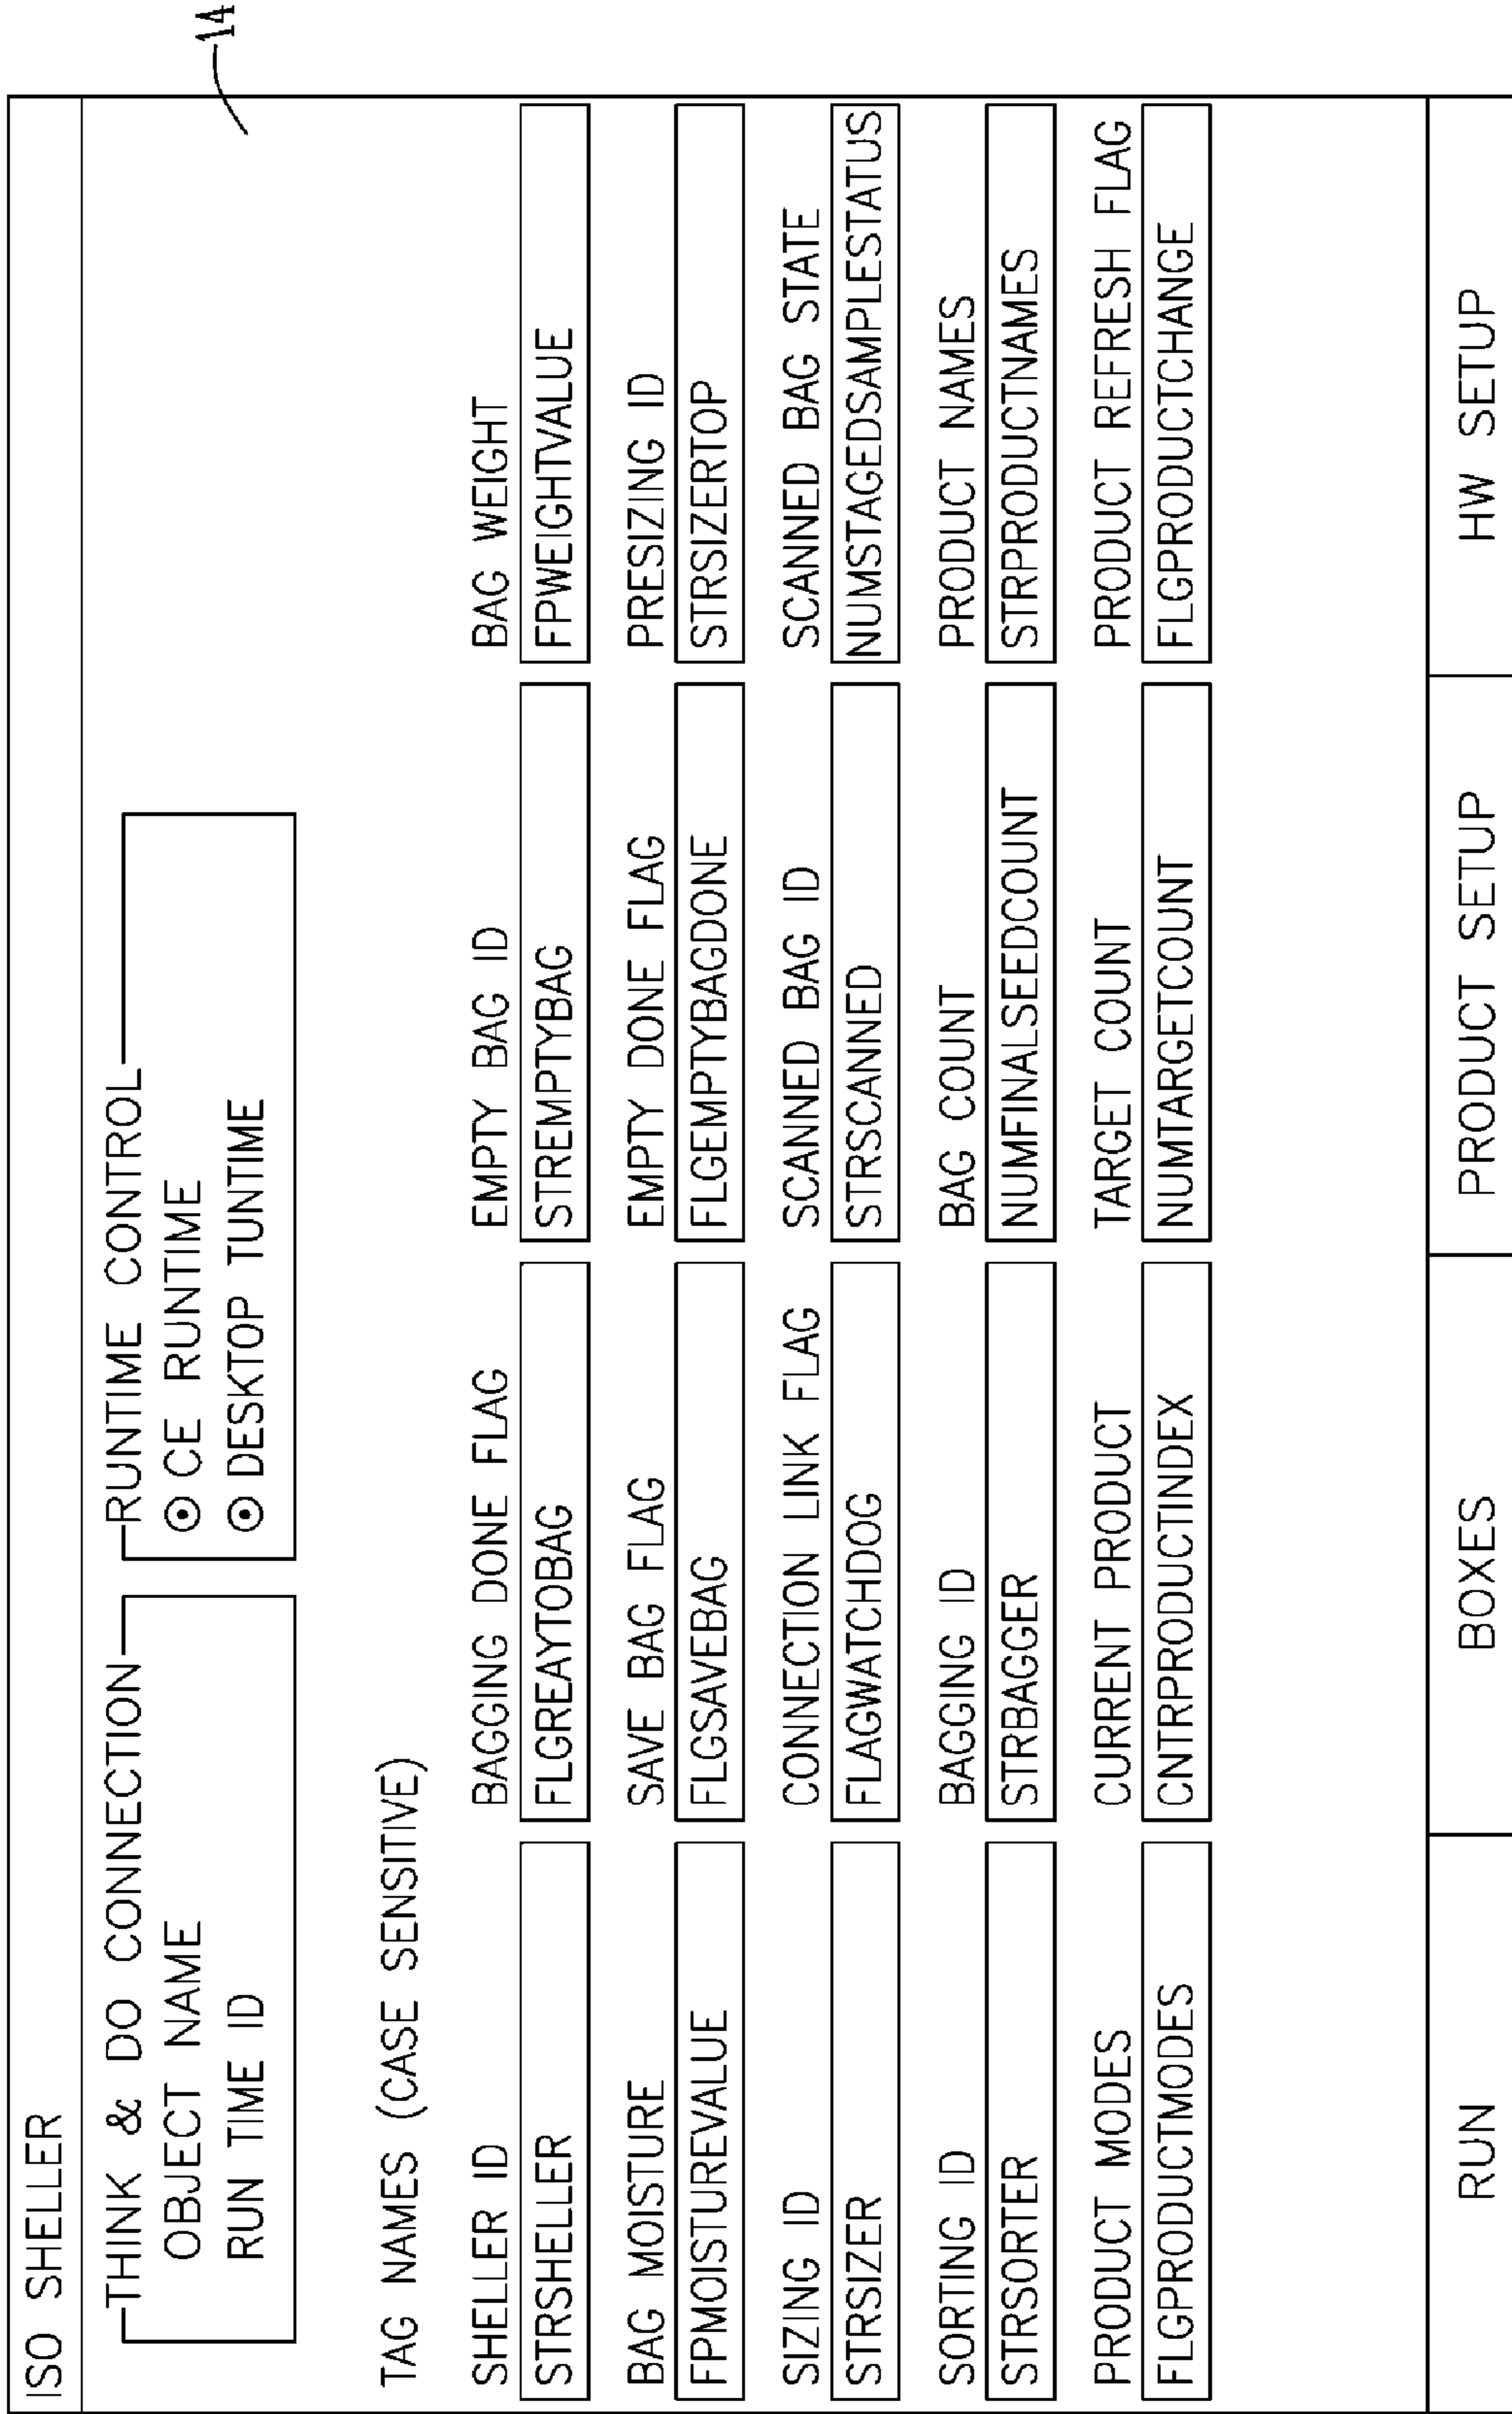 14
ISO SHELLER
THINK & DO CONNECTION
OBJECT NAME
RUN TIME ID
RUNTIME CONTROL
CE RUNTIME
DESKTOP TUNTIME
TAG NAMES (CASE SENSITIVE)
SHELLER ID BAGGING DONE FLAG EMPTY BAG ID BAG WEIGHT
STRSHELLER FLGREAYTOBAG STREMPTYBAG FPWEIGHTVALUE
BAG MOISTURE SAVE BAG FLAG EMPTY DONE FLAG PRESIZING ID
FPMOISTUREVALUE FLGSAVEBAG FLGEMPTYBAGDONE STRSIZERTOP
SIZING ID CONNECTION LINK FLAG SCANNED BAG ID SCANNED BAG STATE
STRSIZER FLAGWATCHDOG STRSCANNED NUMSTAGEDSAMPLESTATUS
SORTING ID BAGGING ID BAG COUNT PRODUCT NAMES
STRSORTER STRBAGGER NUMFINALSEEDCOUNT STRPRODUCTNAMES
PRODUCT MODES CURRENT PRODUCT TARGET COUNT PRODUCT REFRESH FLAG
FLGPRODUCTMODES CNTRPRODUCTINDEX NUMTARGETCOUNT FLGPRODUCTCHANGE
RUN BOXES PRODUCT SETUP HW SETUP